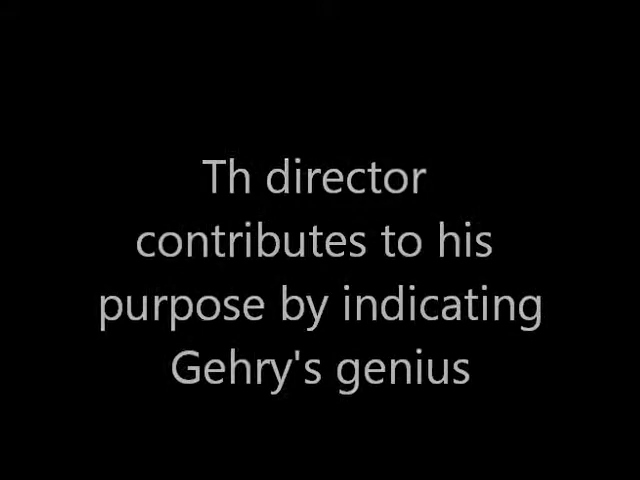 Th director
contributes to his
purpose by indicating
Gehry's genius